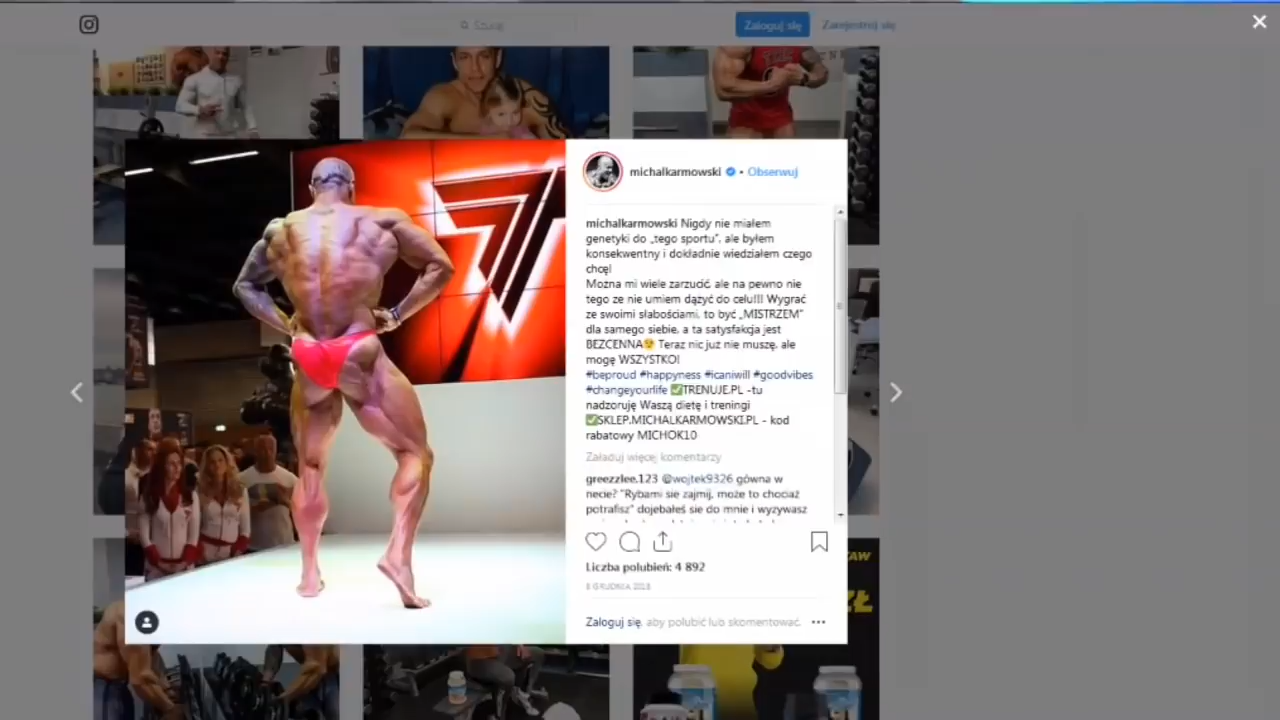 Szukaj
Zaloguj się
Zarejestruj się
michalkarmowski • Obserwuj
michalkarmowski Nigdy nie miałem
genetyki do „tego sportu”, ale byłem
konsekwentny i dokładnie wiedziałem czego
chcę!
Mozna mi wiele zarzucić, ale na pewno nie
tego ze nie umiem dążyć do celu!!! Wygrać
ze swoimi słabościami, to być „MISTRZEM”
dla samego siebie, a ta satysfakcja jest
BEZCENNA😌 Teraz nic już nie muszę, ale
mogę WSZYSTKO!
#beproud #happyness #icaniwill #goodvibes
#changeyourlife ✅TRENUJE.PL -tu
nadzoruję Waszą dietę i treningi
✅SKLEP.MICHALKARMOWSKI.PL - kod
rabatowy MICHOK10
Załaduj więcej komentarzy
greezzlee.123 @wojtek9326 gówna w
necie? "Rybami sie zajmij, może to chociaż
potrafisz" dojebałeś sie do mnie i wyzywasz
Liczba polubień: 4 892
8 GRUDNIA 2018
Zaloguj się, aby polubić lub skomentować.